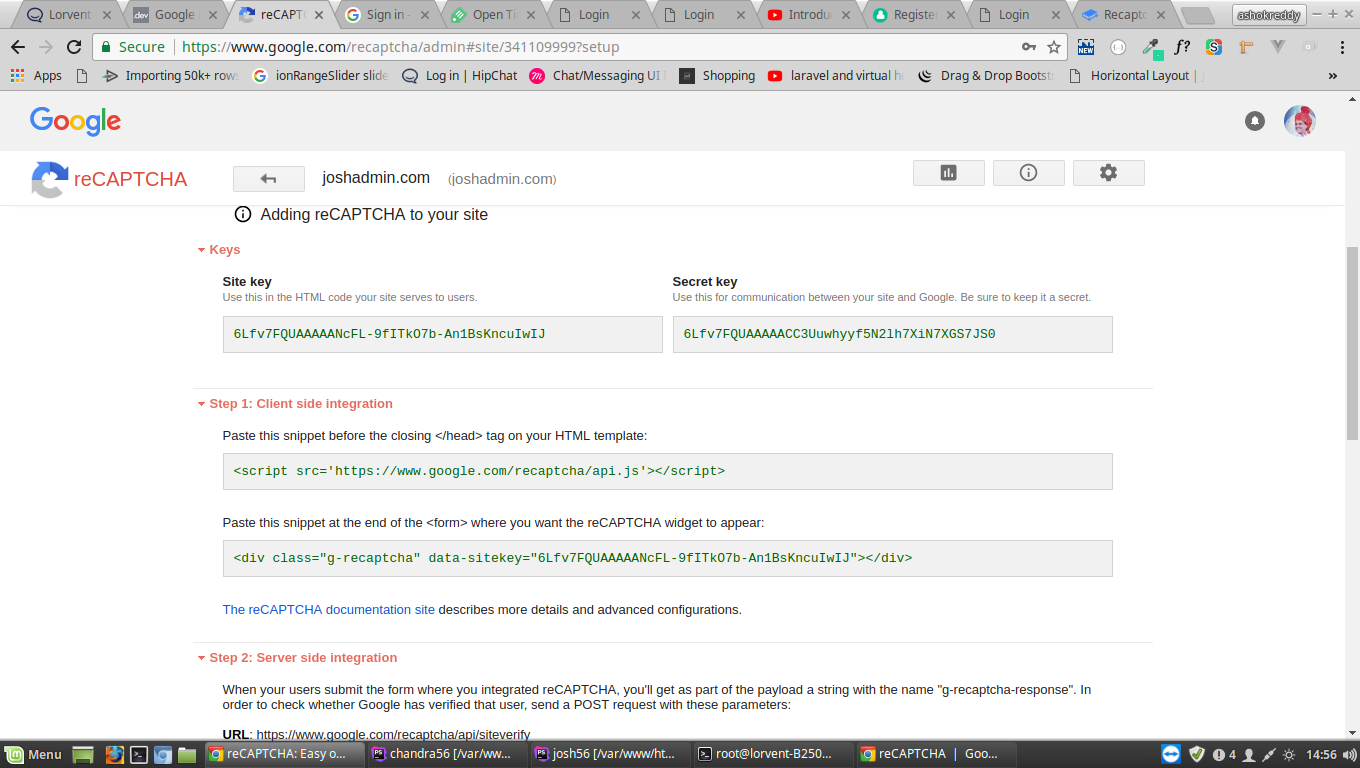 Lorvent
Google
reCAPTCH
Sign in -
Open Ti
Login
Login
Introdu
Register
Login
Recaptc
ashokreddy
Secure https://www.google.com/recaptcha/admin#site/341109999?setup
Apps
Importing 50k+ row
ionRangeSlider slide
Log in | HipChat
Chat/Messaging UI
Shopping
laravel and virtual h
Drag & Drop Bootst
Horizontal Layout |
»
Google
reCAPTCHA
joshadmin.com (joshadmin.com)
Adding reCAPTCHA to your site
Keys
Site key
Use this in the HTML code your site serves to users.
6Lfv7FQUAAAAANcFL-9fITkO7b-An1BsKncuIwIJ
Secret key
Use this for communication between your site and Google. Be sure to keep it a secret.
6Lfv7FQUAAAAACC3Uuwhyyf5N2lh7XiN7XGS7JS0
Step 1: Client side integration
Paste this snippet before the closing </head> tag on your HTML template:
<script src='https://www.google.com/recaptcha/api.js'></script>
Paste this snippet at the end of the <form> where you want the reCAPTCHA widget to appear:
<div class="g-recaptcha" data-sitekey="6Lfv7FQUAAAAANcFL-9fITkO7b-An1BsKncuIwIJ"></div>
The reCAPTCHA documentation site describes more details and advanced configurations.
Step 2: Server side integration
When your users submit the form where you integrated reCAPTCHA, you'll get as part of the payload a string with the name "g-recaptcha-response". In
order to check whether Google has verified that user, send a POST request with these parameters:
URL: https://www.google.com/recaptcha/api/siteverify
Menu
reCAPTCHA: Easy o...
chandra56 [/var/ww...
josh56 [/var/www/ht...
root@lorvent-B250...
reCAPTCHA | Goo...
4
14:56